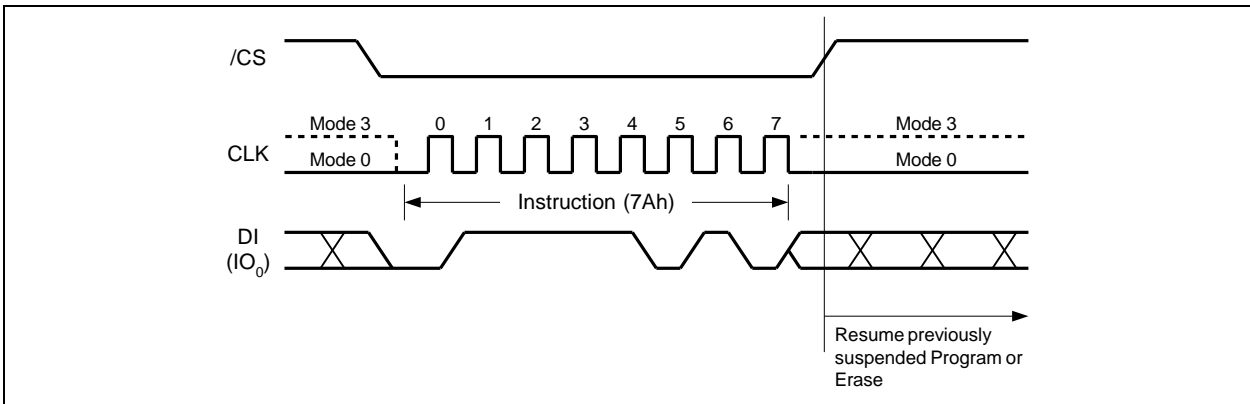 /CS
Mode 3 0 1 2 3 4 5 6 7 Mode 3
CLK
Mode 0 Mode 0
Instruction (7Ah)
DI
(IO0)
Resume previously
suspended Program or
Erase